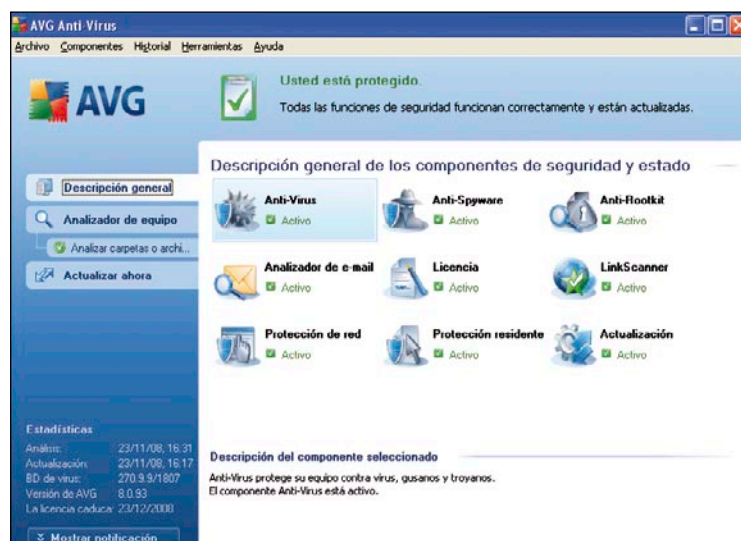 AVG Anti-Virus
Archivo Componentes Historial Herramientas Ayuda
AVG
Usted está protegido.
Todas las funciones de seguridad funcionan correctamente y están actualizadas.
Descripción general
Analizador de equipo
Analizar carpetas o archi...
Actualizar ahora
Descripción general de los componentes de seguridad y estado
Anti-Virus
Activo
Anti-Spyware
Activo
Anti-Rootkit
Activo
Analizador de e-mail
Activo
Licencia
Activo
LinkScanner
Activo
Protección de red
Activo
Protección residente
Activo
Actualización
Activo
Estadísticas
Análisis: 23/11/08, 16:31
Actualización: 23/11/08, 16:17
BD de virus: 270.9.9/1807
Versión de AVG 8.0.93
La licencia caduca: 23/12/2008
Mostrar notificación
Descripción del componente seleccionado
Anti-Virus protege su equipo contra virus, gusanos y troyanos.
El componente Anti-Virus está activo.